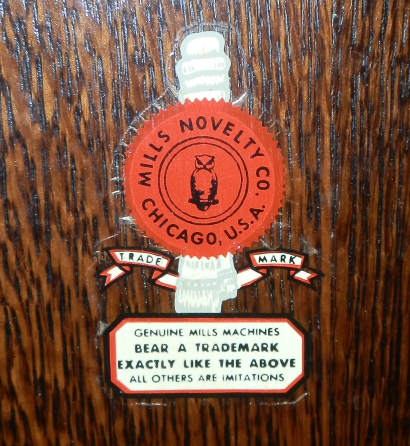 MILLS NOVELTY CO.
CHICAGO, U.S.A.
TRADE MARK
GENUINE MILLS MACHINES
BEAR A TRADEMARK
EXACTLY LIKE THE ABOVE
ALL OTHERS ARE IMITATIONS